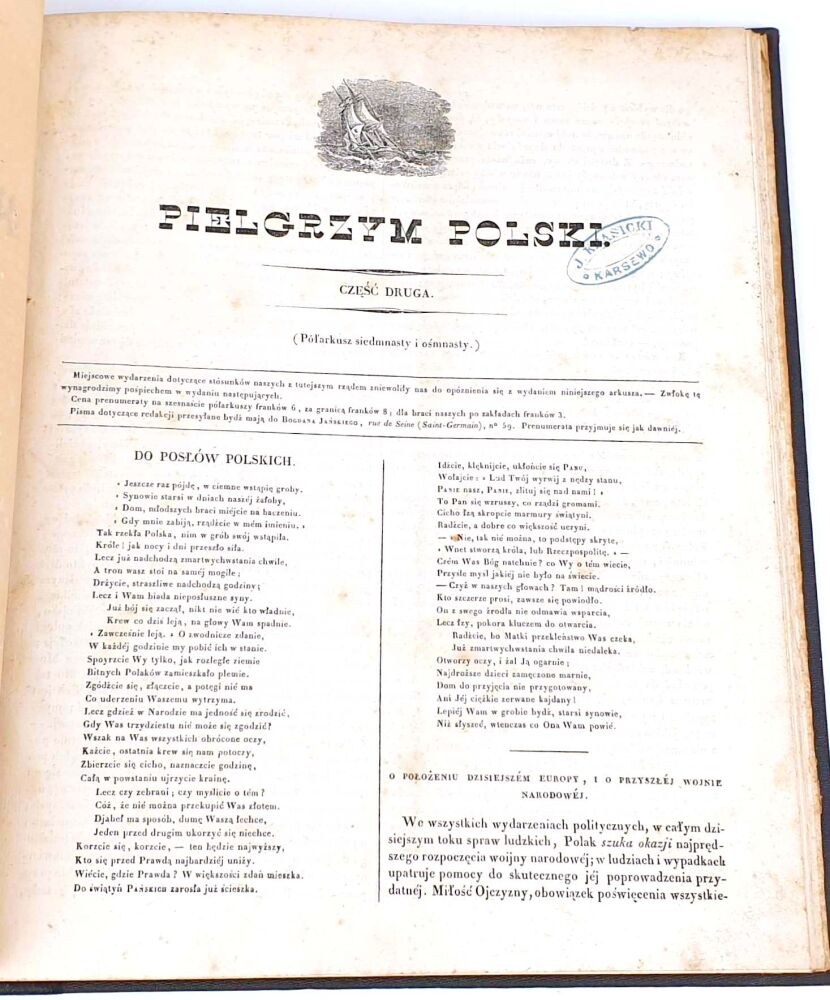 PIELGRZYM POLSKI.
J. KRASICKI
KARSEWO
CZĘŚĆ DRUGA.
(Półarkusz siedmnasty i ośmnasty.)
Miejscowe wydarzenia dotyczące stósunków naszych z tutejszym rządem zniewoliły nas do opóźnienia się z wydaniem niniejszego arkusza. — Zwłokę tę
wynagrodzimy pośpiechem w wydaniu następujących.
Cena prenumeraty na szesnaście półarkuszy franków 6, za granicą franków 8; dla braci naszych po zakładach franków 3.
Pisma dotyczące redakcji przesyłane bydź mają do BOGDANA JAŃSKIEGO, rue de Seine (Saint-Germain), nº 59. Prenumerata przyjmuje się jak dawniéj.
DO POSŁÓW POLSKICH.
« Jeszcze raz pójdę, w ciemne wstąpię groby.
« Synowie starsi w dniach naszéj żałoby,
« Dom, młodszych braci miejcie na baczeniu.
« Gdy mnie zabiją, rządźcie w mém imieniu. »
Tak rzekła Polska, nim w grób swój wstąpiła.
Króle! jak nocy i dni przeszło siła.
Lecz już nadchodzą zmartwychwstania chwile,
A tron wasz stoi na saméj mogile;
Drżycie, straszliwe nadchodzą godziny;
Lecz i Wam biada nieposłuszne syny.
Już bój się zaczął, nikt nie wié kto władnie,
Krew co dziś leją, na głowy Wam spadnie.
« Zawcześnie leją. » O zwodnicze zdanie,
W każdéj godzinie my pobić ich w stanie.
Spoyrzcie Wy tylko, jak rozległe ziemie
Bitnych Polaków zamieszkało plemie.
Zgódźcie się, złączcie, a potęgi nié ma
Co uderzeniu Waszemu wytrzyma.
Lecz gdzież w Narodzie ma jedność się zrodzić,
Gdy Was trzydziestu nié może się zgodzić?
Wszak na Was wszystkich obrócone oczy,
Każcie, ostatnia krew się nam potoczy,
Zbierzcie się cicho, naznaczcie godzinę,
Całą w powstaniu ujrzycie krainę.
Lecz czy zebrani; czy myślicie o tém?
Cóż, że nié można przekupić Was złotem.
Djabeł ma sposób, dumę Waszą łechce,
Jeden przed drugim ukorzyć się niechce.
Korzcie się, korzcie, — ten będzie najwyższy,
Kto się przed Prawdą najbardziéj uniży.
Wiécie, gdzie Prawda? W większości zdań mieszka.
Do świątyń PAŃSKICH zarosła już ścieszka.
Idźcie, klęknijcie, ukłońcie się PANU,
Wołajcie: « Lud Twój wyrwij z nędzy stanu,
PANIE nasz, PANIE, zlituj się nad nami! »
To Pan się wzruszy, co rządzi gromami.
Cicho łzą skropcie marmury świątyni.
Radźcie, a dobre co większość uczyni.
— « Nie, tak nié można, to podstępy skryte,
« Wnet stworzą króla, lub Rzeczpospolitę. » —
Czém Was Bóg natchnie? co Wy o tém wiecie,
Przyśle myśl jakiej nie było na świecie.
— Czyż w naszych głowach? Tam! mądrości źródło.
Kto szczerze prosi, zawsze się powiodło.
On z swego źrodła nie odmawia wsparcia,
Lecz łzy, pokora kluczem do otwarcia.
Radźcie, bo Matki przekleństwo Was czeka,
Już zmartwychwstania chwila niedaleka.
Otworzy oczy, i żal Ją ogarnie;
Najdroższe dzieci zamęczone marnie,
Dom do przyjęcia nie przygotowany,
Ani Jéj ciężkie zerwane kajdany!
Lepiéj Wam w grobie bydź, starsi synowie,
Niż słyszeć, wtenczas co Ona Wam powié.
O POŁOŻENIU DZISIEJSZÉM EUROPY, I O PRZYSZŁÉJ WOJNIE
NARODOWÉJ.
We wszystkich wydarzeniach politycznych, w całym dzi-
siejszym toku spraw ludzkich, Polak szuka okazji najpręd-
szego rozpoczęcia woijny narodowéj; w ludziach i wypadkach
upatruje pomocy do skutecznego jéj poprowadzenia przy-
datnéj. Miłość Ojczyzny, obowiązek poświęcenia wszystkie-